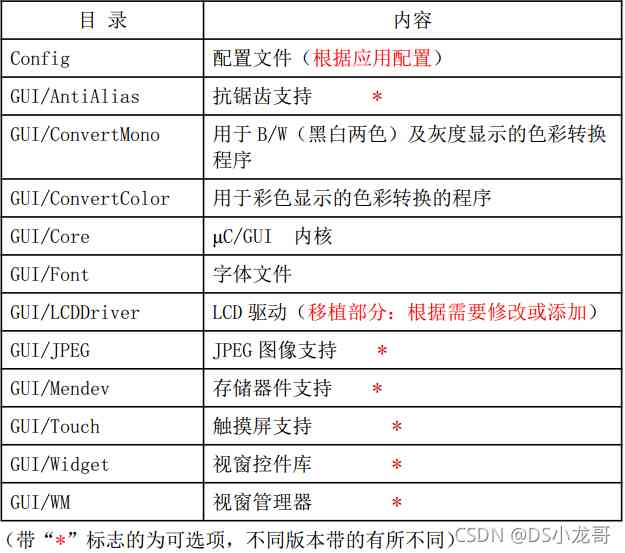 目 录 内容
Config 配置文件（根据应用配置）
GUI/AntiAlias 抗锯齿支持 *
GUI/ConvertMono 用于 B/W（黑白两色）及灰度显示的色彩转换
程序
GUI/ConvertColor 用于彩色显示的色彩转换的程序
GUI/Core μC/GUI 内核
GUI/Font 字体文件
GUI/LCDDriver LCD 驱动（移植部分：根据需要修改或添加）
GUI/JPEG JPEG 图像支持 *
GUI/Mendev 存储器件支持 *
GUI/Touch 触摸屏支持 *
GUI/Widget 视窗控件库 *
GUI/WM 视窗管理器 *
（带“*”标志的为可选项，不同版本带的有所不同）
CSDN @DS小龙哥